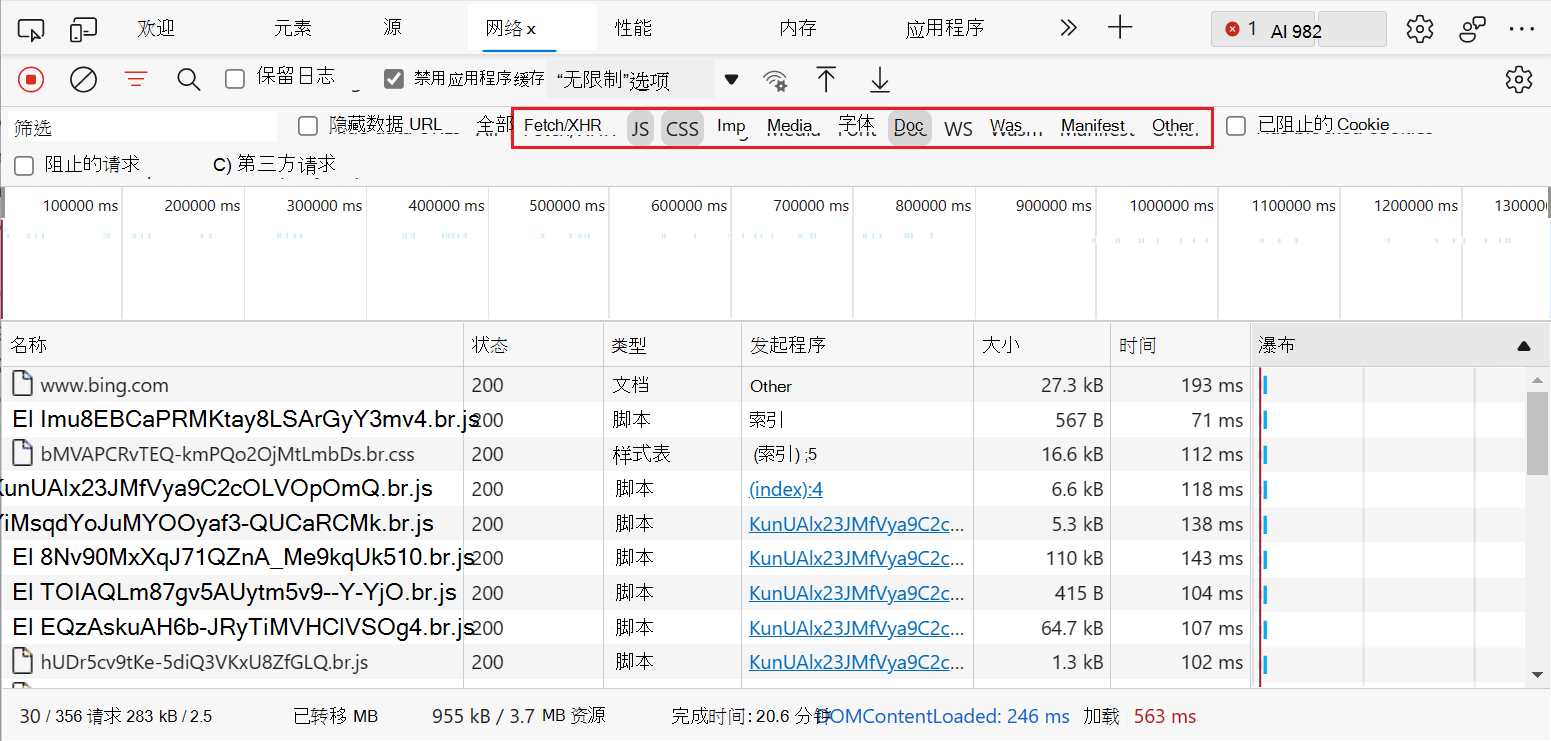 欢迎 元素 源 网络 x 性能 内存 应用程序 1 AI 982
保留日志 禁用应用程序缓存 “无限制”选项
筛选 隐藏数据 URL 全部 Fetch/XHR JS CSS Imp Media 字体 Doc WS Was Manifest Other 已阻止的 Cookie
阻止的请求 C) 第三方请求
100000 ms 200000 ms 300000 ms 400000 ms 500000 ms 600000 ms 700000 ms 800000 ms 900000 ms 1000000 ms 1100000 ms 1200000 ms 130000
名称 状态 类型 发起程序 大小 时间 瀑布
www.bing.com 200 文档 Other 27.3 kB 193 ms
El Imu8EBCaPRMKtay8LSArGyY3mv4.br.js 200 脚本 索引 567 B 71 ms
bMVAPCRvTEQ-kmPQo2OjMtLmbDs.br.css 200 样式表 (索引) ;5 16.6 kB 112 ms
KunUAlx23JMfVya9C2cOLVOpOmQ.br.js 200 脚本 (index):4 6.6 kB 118 ms
YiMsqdYoJuMYOOyaf3-QUCaRCMk.br.js 200 脚本 KunUAlx23JMfVya9C2c... 5.3 kB 138 ms
El 8Nv90MxXqJ71QZnA_Me9kqUk510.br.js 200 脚本 KunUAlx23JMfVya9C2c... 110 kB 143 ms
El TOIAQLm87gv5AUytm5v9--Y-YjO.br.js 200 脚本 KunUAlx23JMfVya9C2c... 415 B 104 ms
El EQzAskuAH6b-JRyTiMVHClVSOg4.br.js 200 脚本 KunUAlx23JMfVya9C2c... 64.7 kB 107 ms
hUDr5cv9tKe-5diQ3VKxU8ZfGLQ.br.js 200 脚本 KunUAlx23JMfVya9C2c... 1.3 kB 102 ms
30 / 356 请求 283 kB / 2.5 已转移 MB 955 kB / 3.7 MB 资源 完成时间: 20.6 分钟 DOMContentLoaded: 246 ms 加载 563 ms